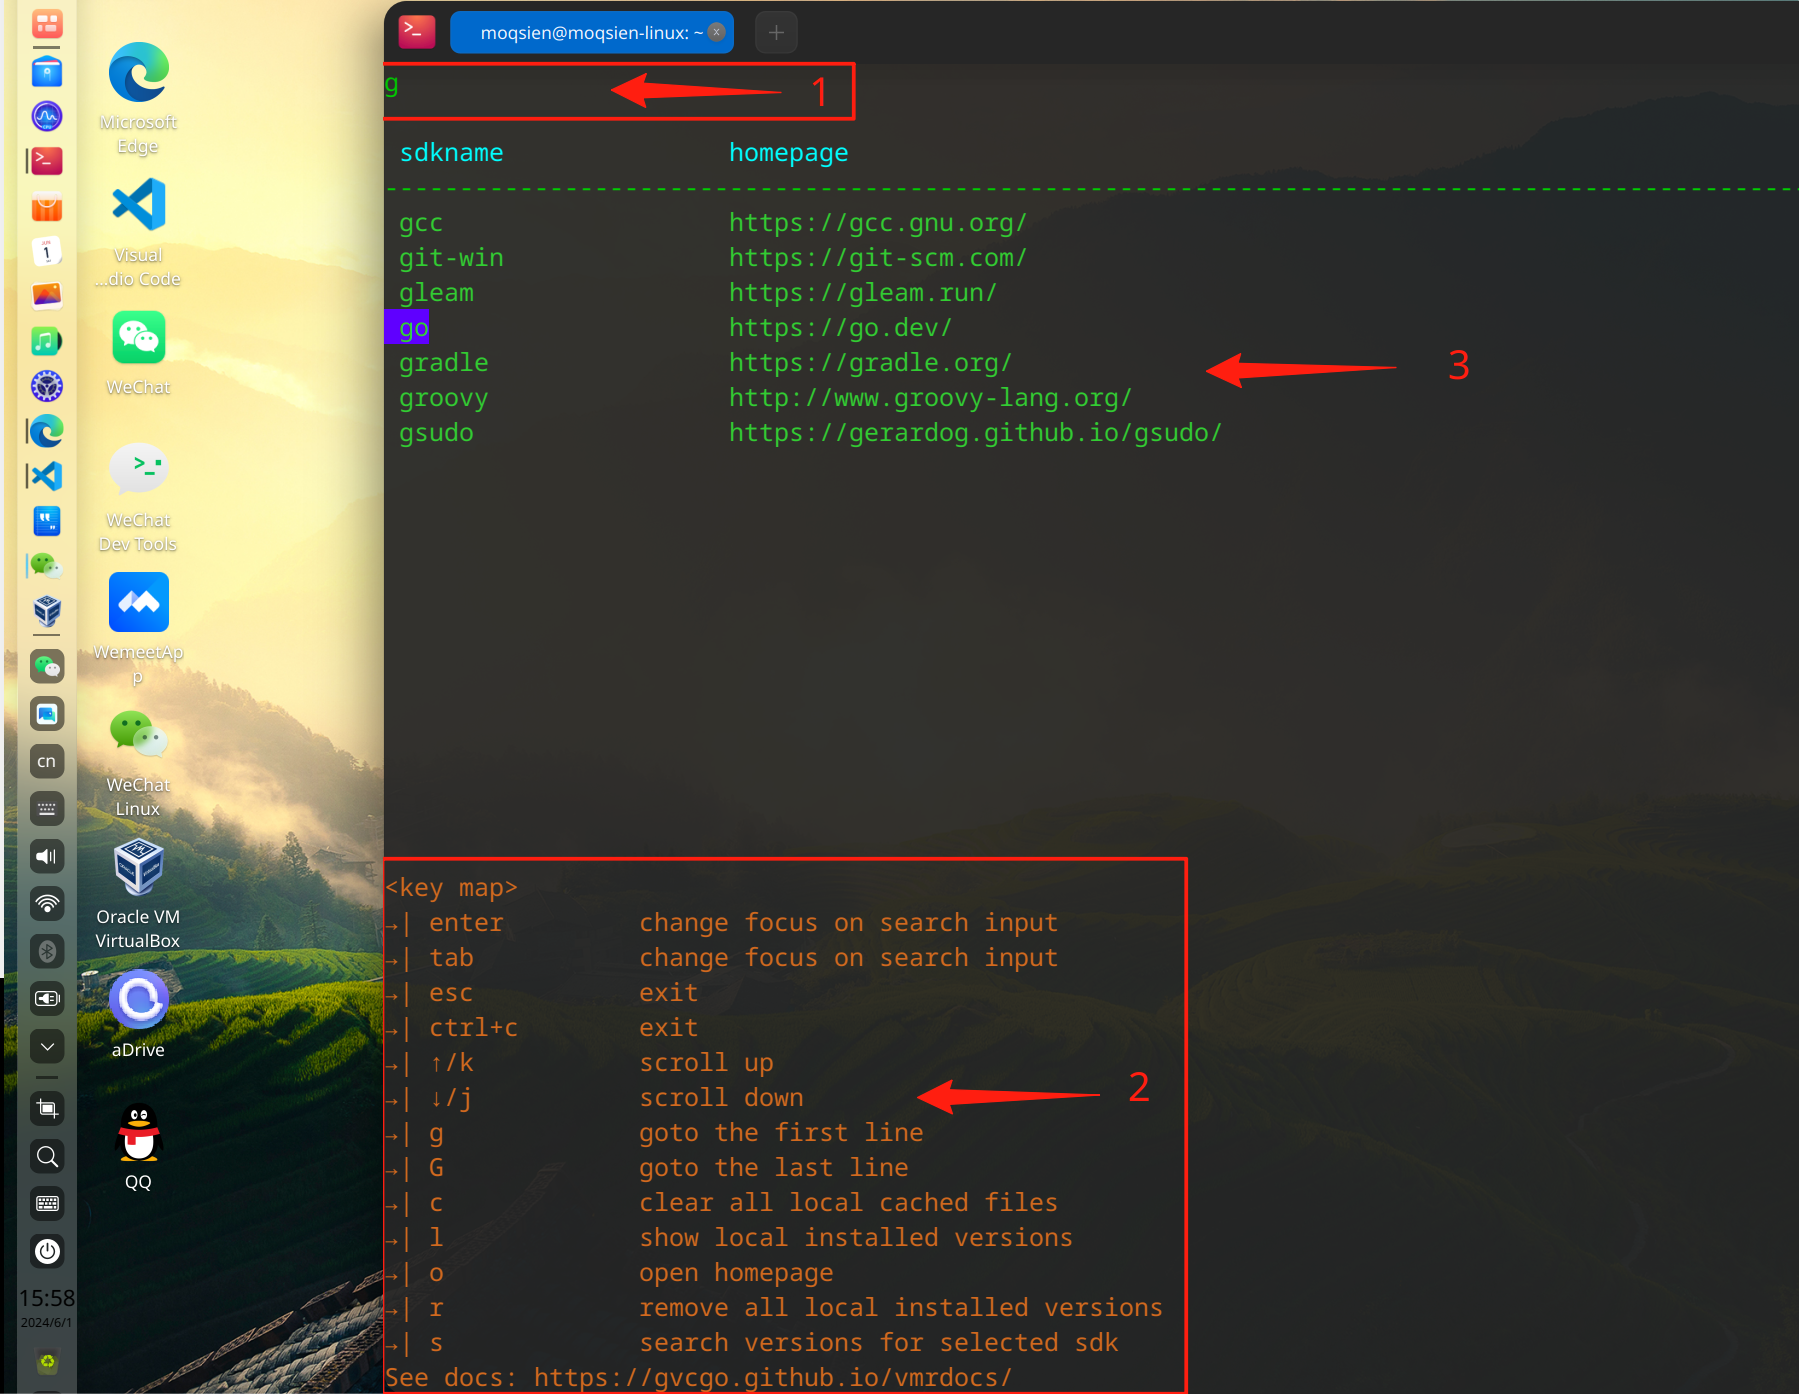 Microsoft
Edge
Visual
...dio Code
WeChat
WeChat
Dev Tools
WemeetAp
p
WeChat
Linux
Oracle VM
VirtualBox
aDrive
QQ
cn
15:58
2024/6/1
moqsien@moqsien-linux: ~
g
1
sdkname homepage
gcc https://gcc.gnu.org/
git-win https://git-scm.com/
gleam https://gleam.run/
go https://go.dev/
gradle https://gradle.org/
groovy http://www.groovy-lang.org/
gsudo https://gerardog.github.io/gsudo/
3
<key map>
→| enter change focus on search input
→| tab change focus on search input
→| esc exit
→| ctrl+c exit
→| ↑/k scroll up
→| ↓/j scroll down
2
→| g goto the first line
→| G goto the last line
→| c clear all local cached files
→| l show local installed versions
→| o open homepage
→| r remove all local installed versions
→| s search versions for selected sdk
See docs: https://gvcgo.github.io/vmrdocs/